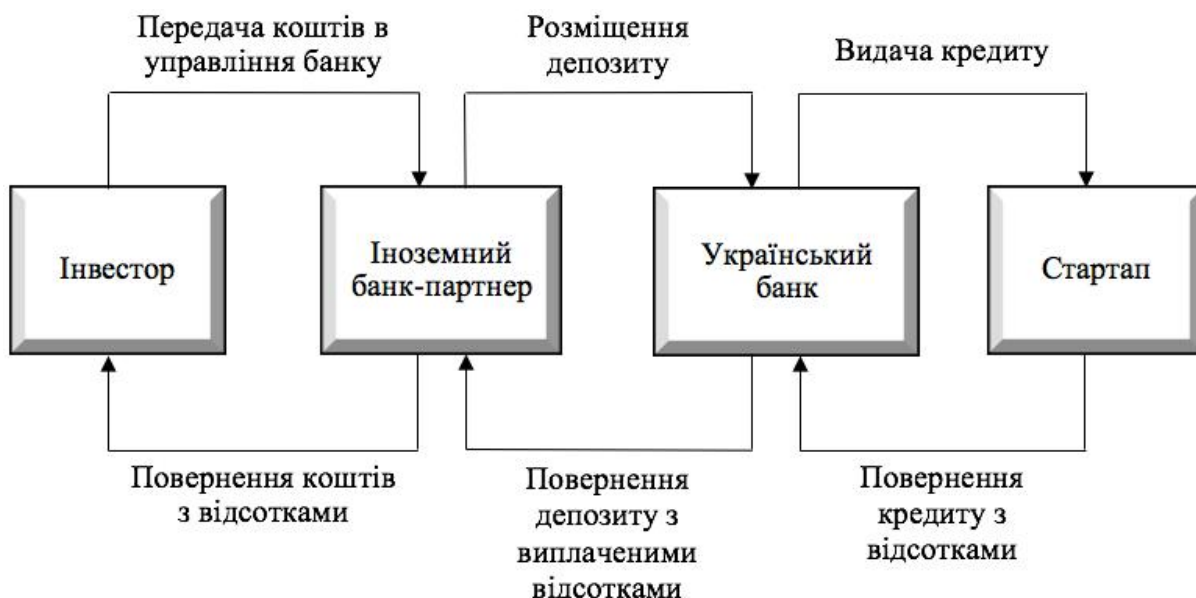 Передача коштів в
управління банку
Розміщення
депозиту
Видача кредиту
Інвестор
Іноземний
банк-партнер
Український
банк
Стартап
Повернення коштів
з відсотками
Повернення
депозиту з
виплаченими
відсотками
Повернення
кредиту з
відсотками